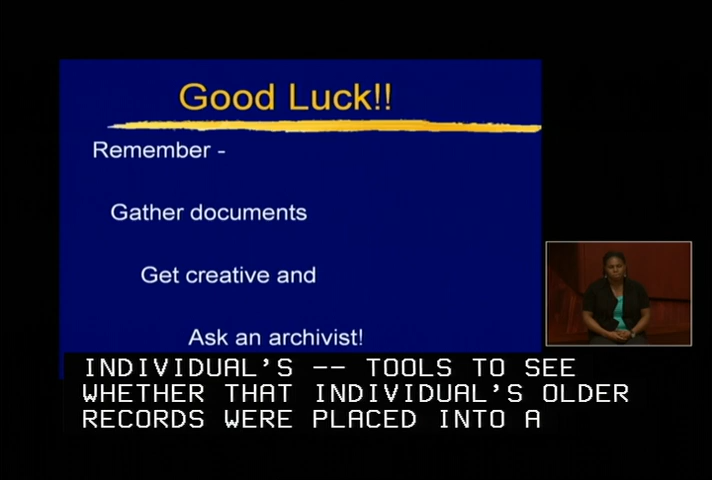 Good Luck!!
Remember -
Gather documents
Get creative and
Ask an archivist!
INDIVIDUAL'S -- TOOLS TO SEE
WHETHER THAT INDIVIDUAL'S OLDER
RECORDS WERE PLACED INTO A